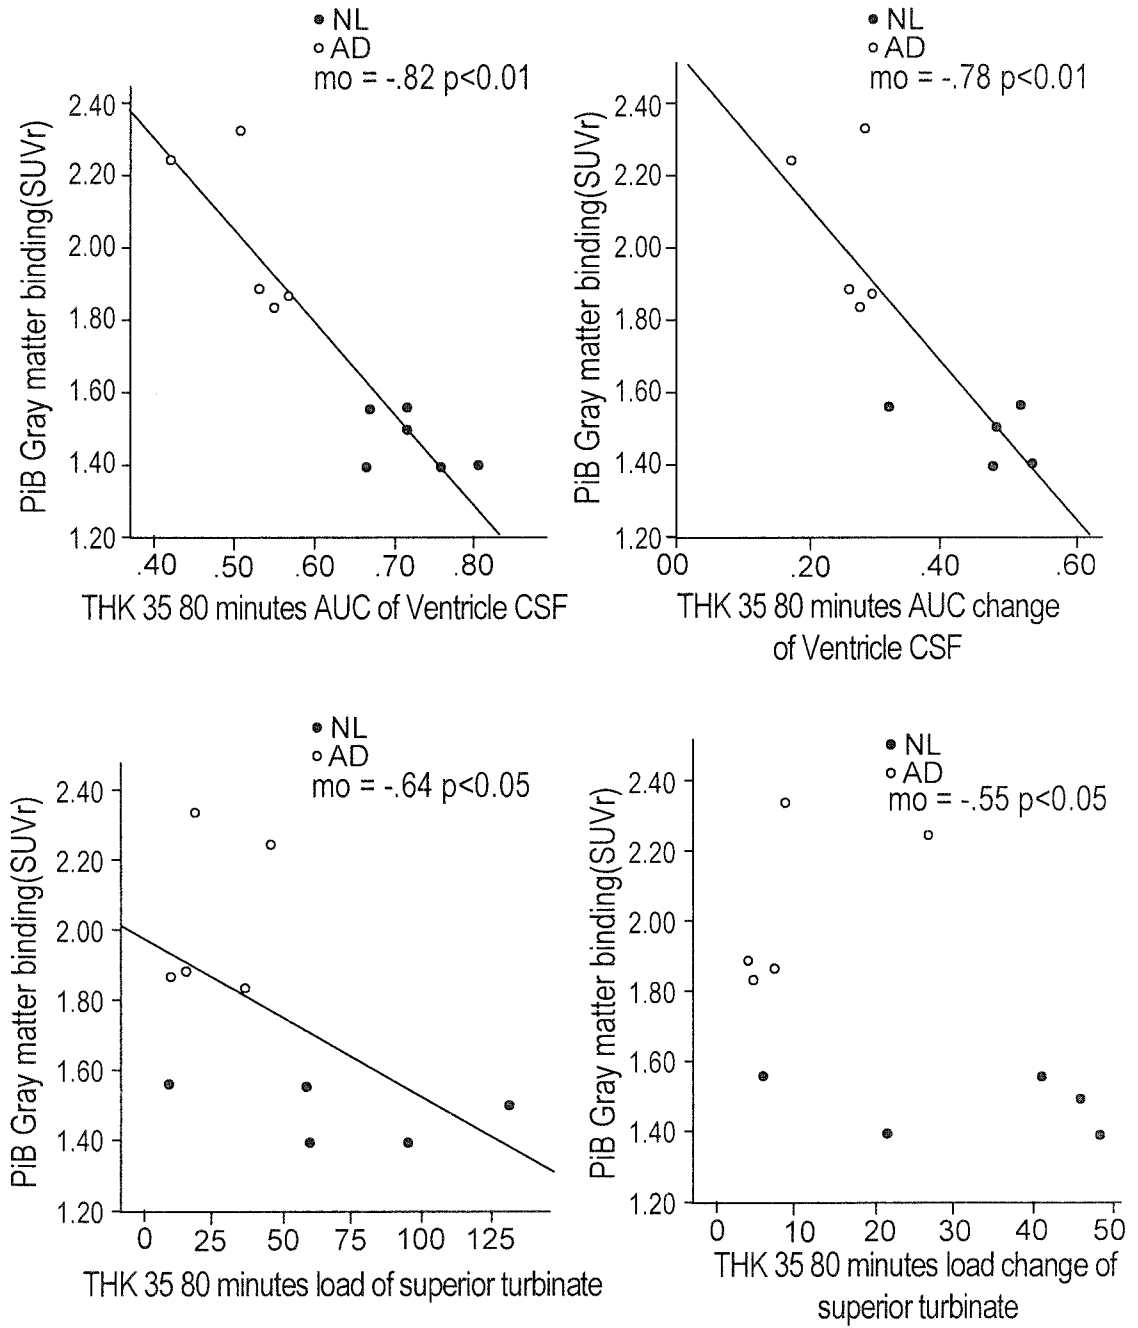 NL
AD
mo = -.82 p<0.01
PiB Gray matter binding(SUVr)
2.40
2.20
2.00
1.80
1.60
1.40
1.20
.40 .50 .60 .70 .80
THK 35 80 minutes AUC of Ventricle CSF
NL
AD
mo = -.78 p<0.01
PiB Gray matter binding(SUVr)
2.40
2.20
2.00
1.80
1.60
1.40
1.20
00 .20 .40 .60
THK 35 80 minutes AUC change
of Ventricle CSF
NL
AD
mo = -.64 p<0.05
PiB Gray matter binding(SUVr)
2.40
2.20
2.00
1.80
1.60
1.40
1.20
0 25 50 75 100 125
THK 35 80 minutes load of superior turbinate
NL
AD
mo = -.55 p<0.05
PiB Gray matter binding(SUVr)
2.40
2.20
2.00
1.80
1.60
1.40
1.20
0 10 20 30 40 50
THK 35 80 minutes load change of
superior turbinate